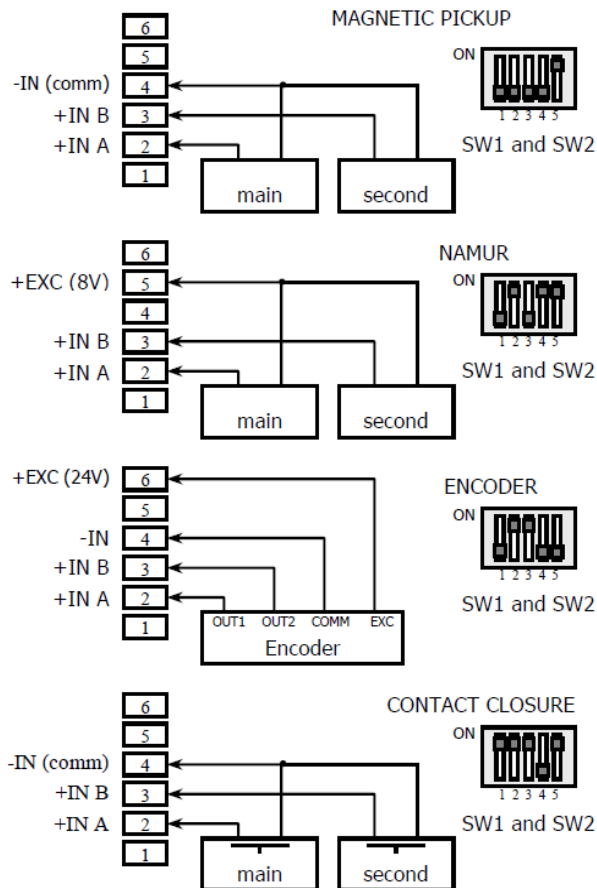 MAGNETIC PICKUP
6
5
-IN (comm) 4
+IN B 3
+IN A 2
1
main second
ON
1 2 3 4 5
SW1 and SW2
NAMUR
6
+EXC (8V) 5
4
+IN B 3
+IN A 2
1
main second
ON
1 2 3 4 5
SW1 and SW2
+EXC (24V) 6
5
-IN 4
+IN B 3
+IN A 2
1
OUT1 OUT2 COMM EXC
Encoder
ENCODER
ON
1 2 3 4 5
SW1 and SW2
CONTACT CLOSURE
6
5
-IN (comm) 4
+IN B 3
+IN A 2
1
main second
ON
1 2 3 4 5
SW1 and SW2